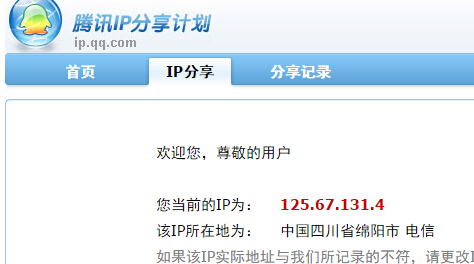 腾讯IP分享计划
ip.qq.com
首页 IP分享 分享记录
欢迎您，尊敬的用户
您当前的IP为： 125.67.131.4
该IP所在地为： 中国四川省绵阳市 电信
如果该IP实际地址与我们所记录的不符，请更改